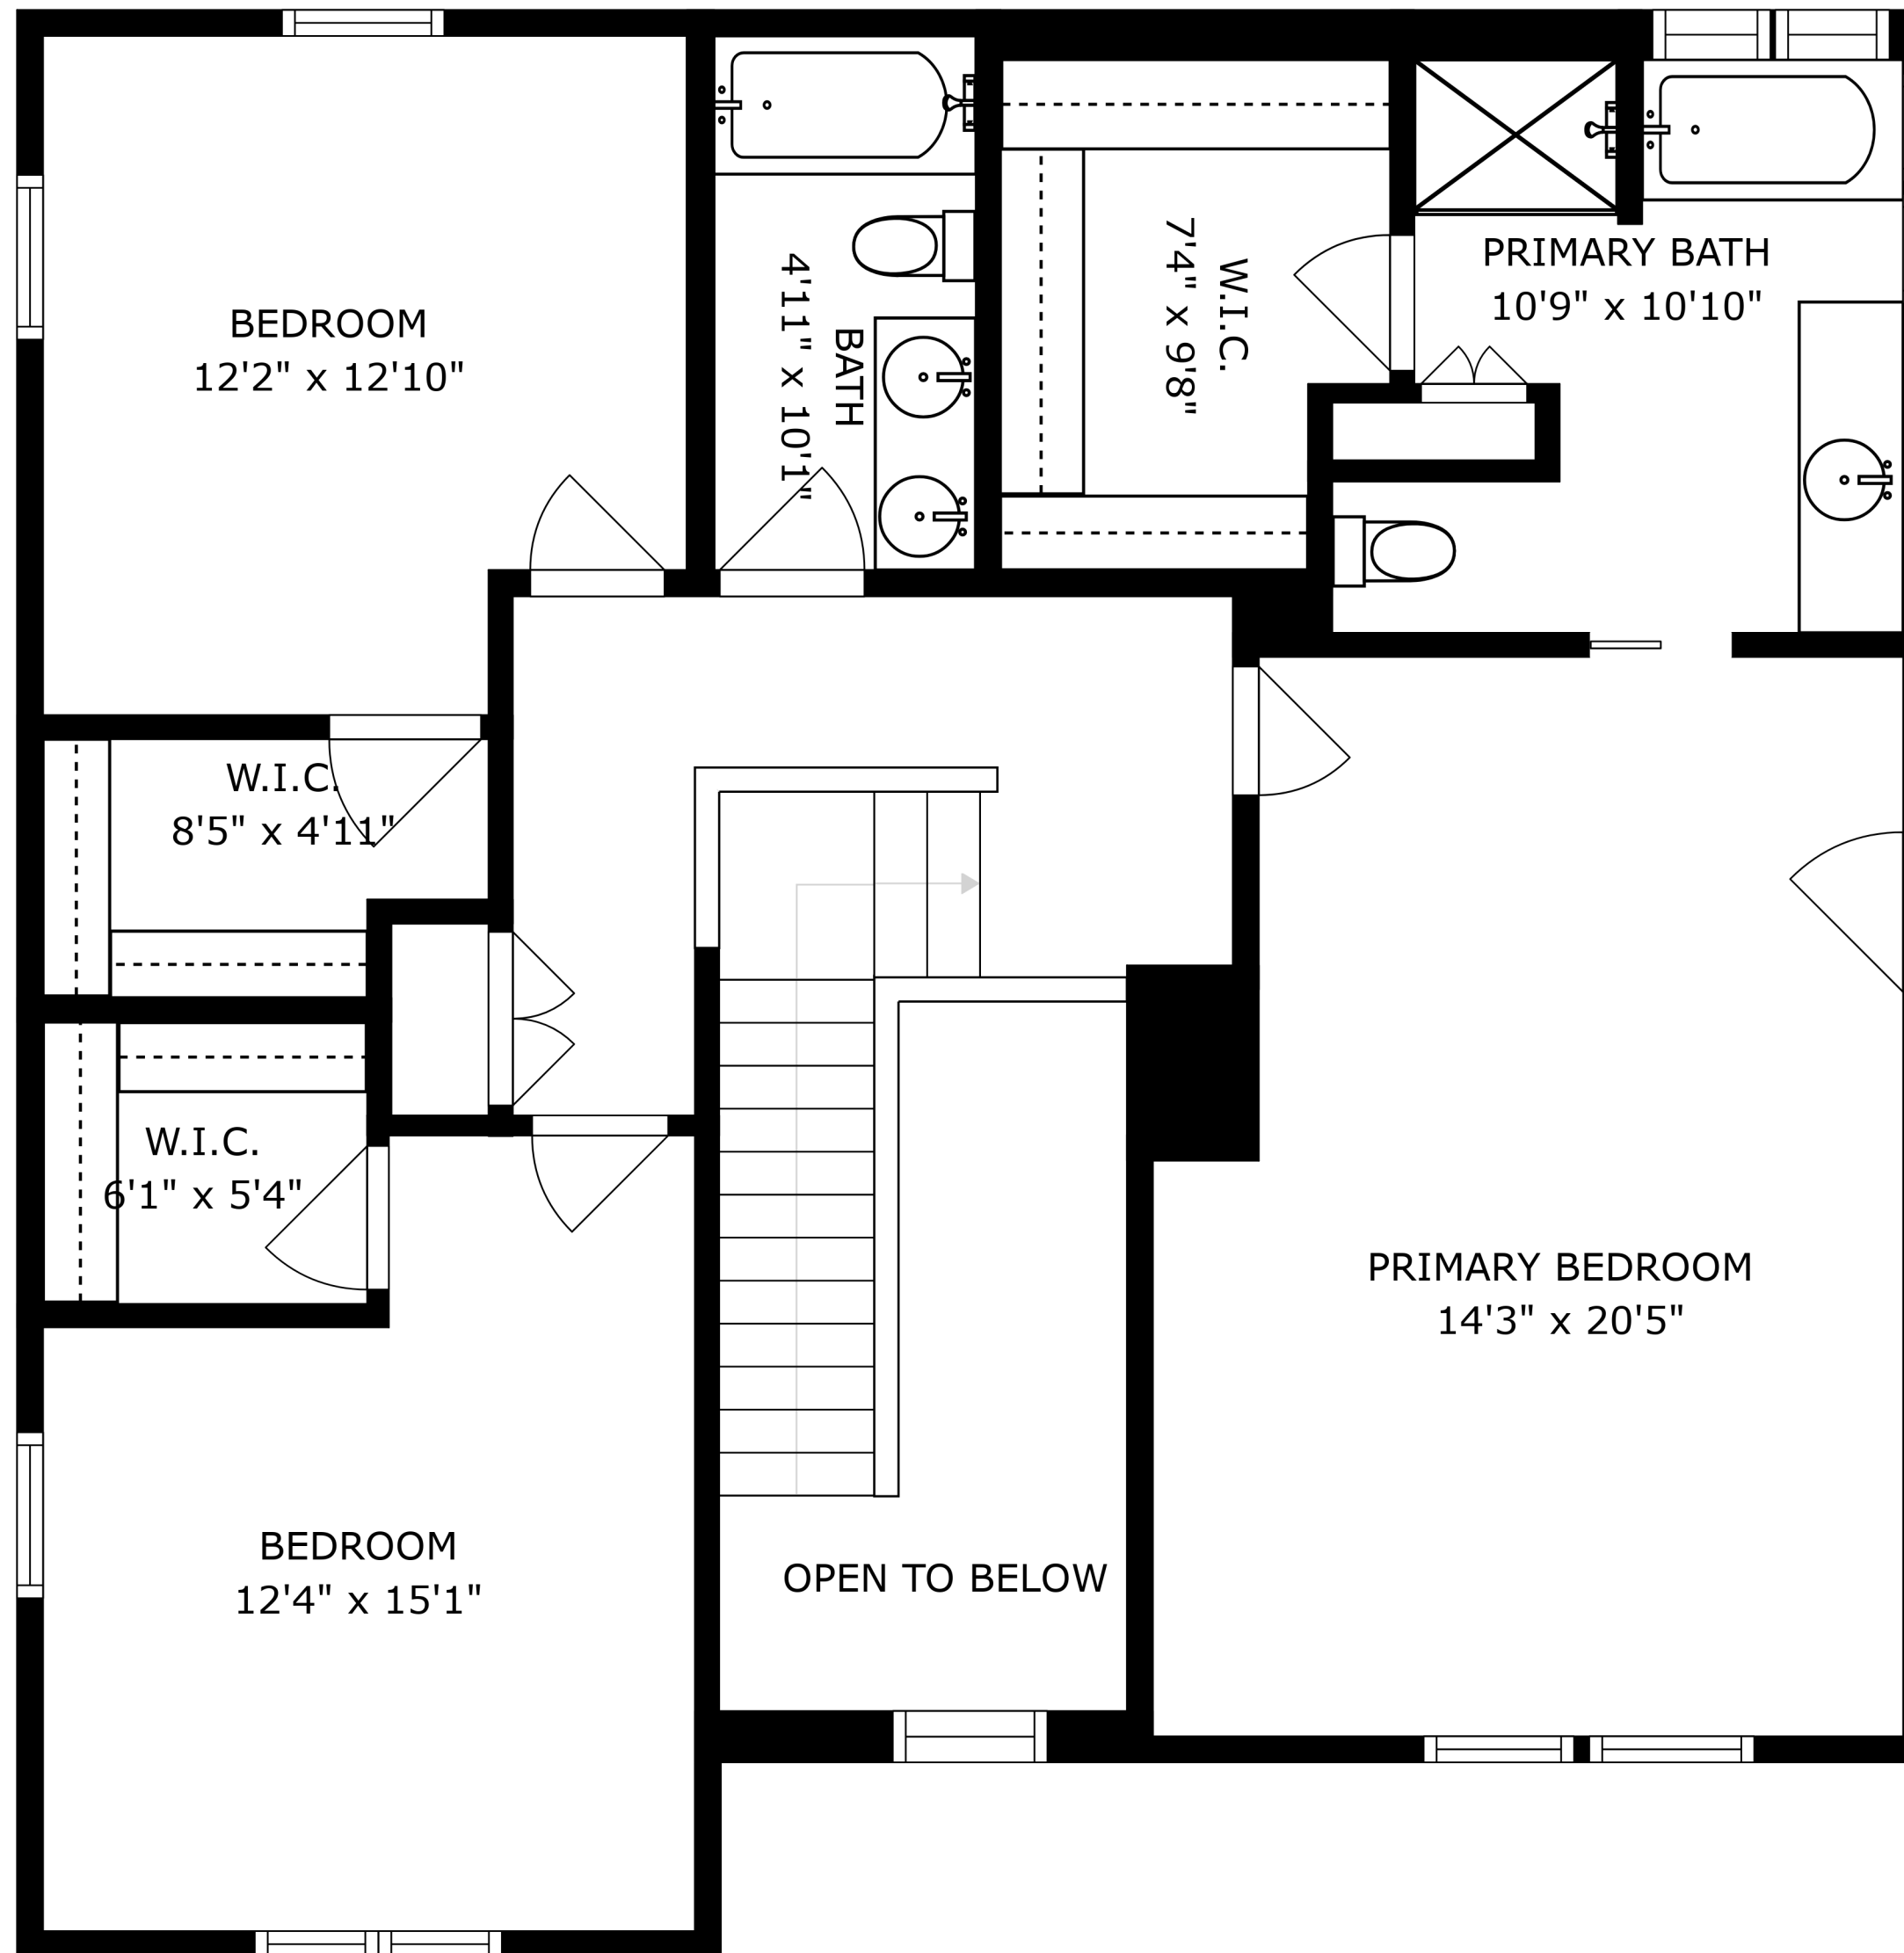 BEDROOM
12'2" x 12'10"
BATH
4'11" x 10'1"
W.I.C.
7'4" x 9'8"
PRIMARY BATH
10'9" x 10'10"
W.I.C.
8'5" x 4'11"
W.I.C.
6'1" x 5'4"
PRIMARY BEDROOM
14'3" x 20'5"
BEDROOM
12'4" x 15'1"
OPEN TO BELOW